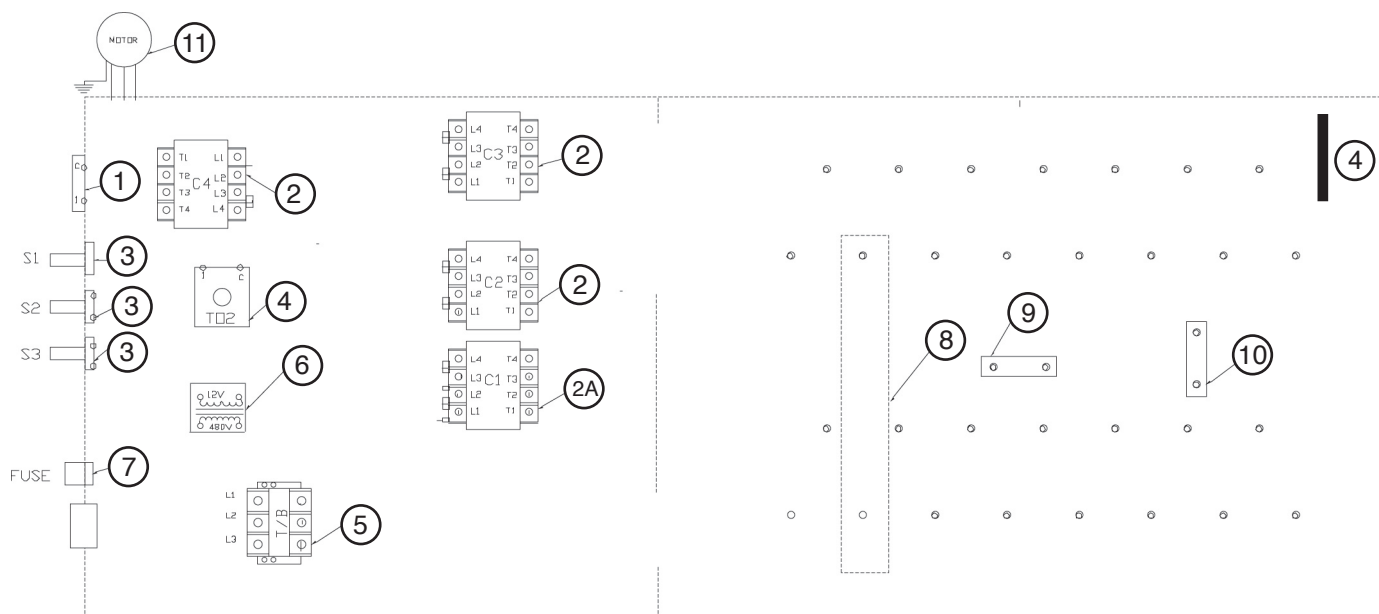 MOTOR
11
C
1
1
T1 L1
T2 L2
C4
T3 L3
T4 L4
2
L4 T4
L3 T3
C3
L2 T2
L1 T1
2
4
S1
3
S2
3
S3
3
1 C
TO2
4
L4 T4
L3 T3
C2
L2 T2
L1 T1
2
L4 T4
L3 T3
C1
L2 T2
L1 T1
2A
12V
480V
6
8
9
10
FUSE
7
L1
L2
L3
T/B
5